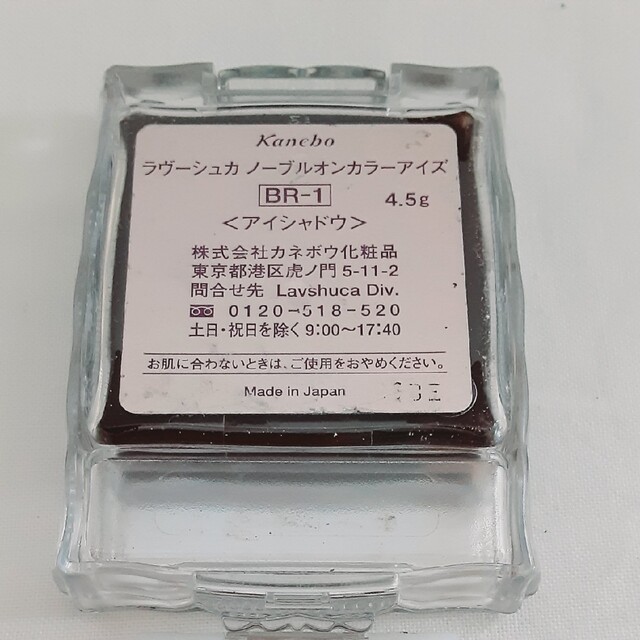 Kanebo
ラヴーシュカ ノーブルオンカラーアイズ
BR-1 4.5g
＜アイシャドウ＞
株式会社カネボウ化粧品
東京都港区虎ノ門5-11-2
問合せ先 Lavshuca Div.
0120-518-520
土日・祝日を除く 9:00〜17:40
お肌に合わないときは、ご使用をおやめください。
Made in Japan